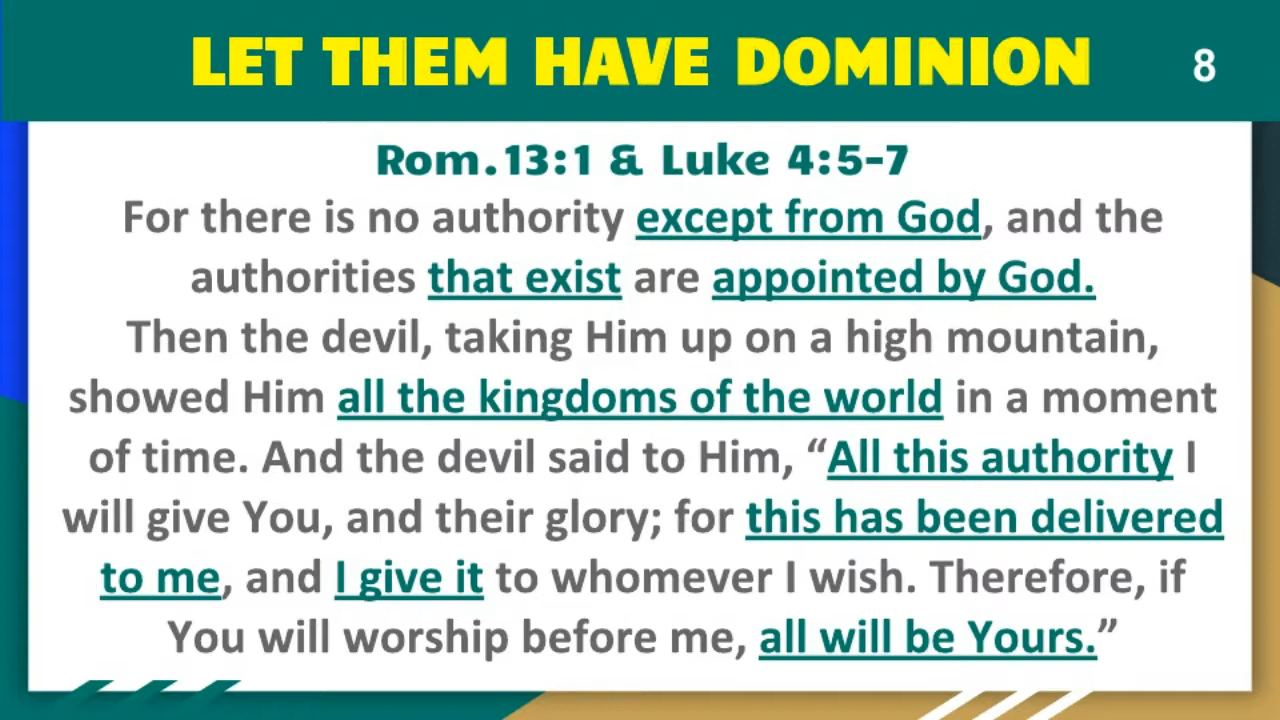 LET THEM HAVE DOMINION
8
Rom.13:1 & Luke 4:5-7
For there is no authority except from God, and the
authorities that exist are appointed by God.
Then the devil, taking Him up on a high mountain,
showed Him all the kingdoms of the world in a moment
of time. And the devil said to Him, “All this authority I
will give You, and their glory; for this has been delivered
to me, and I give it to whomever I wish. Therefore, if
You will worship before me, all will be Yours.”